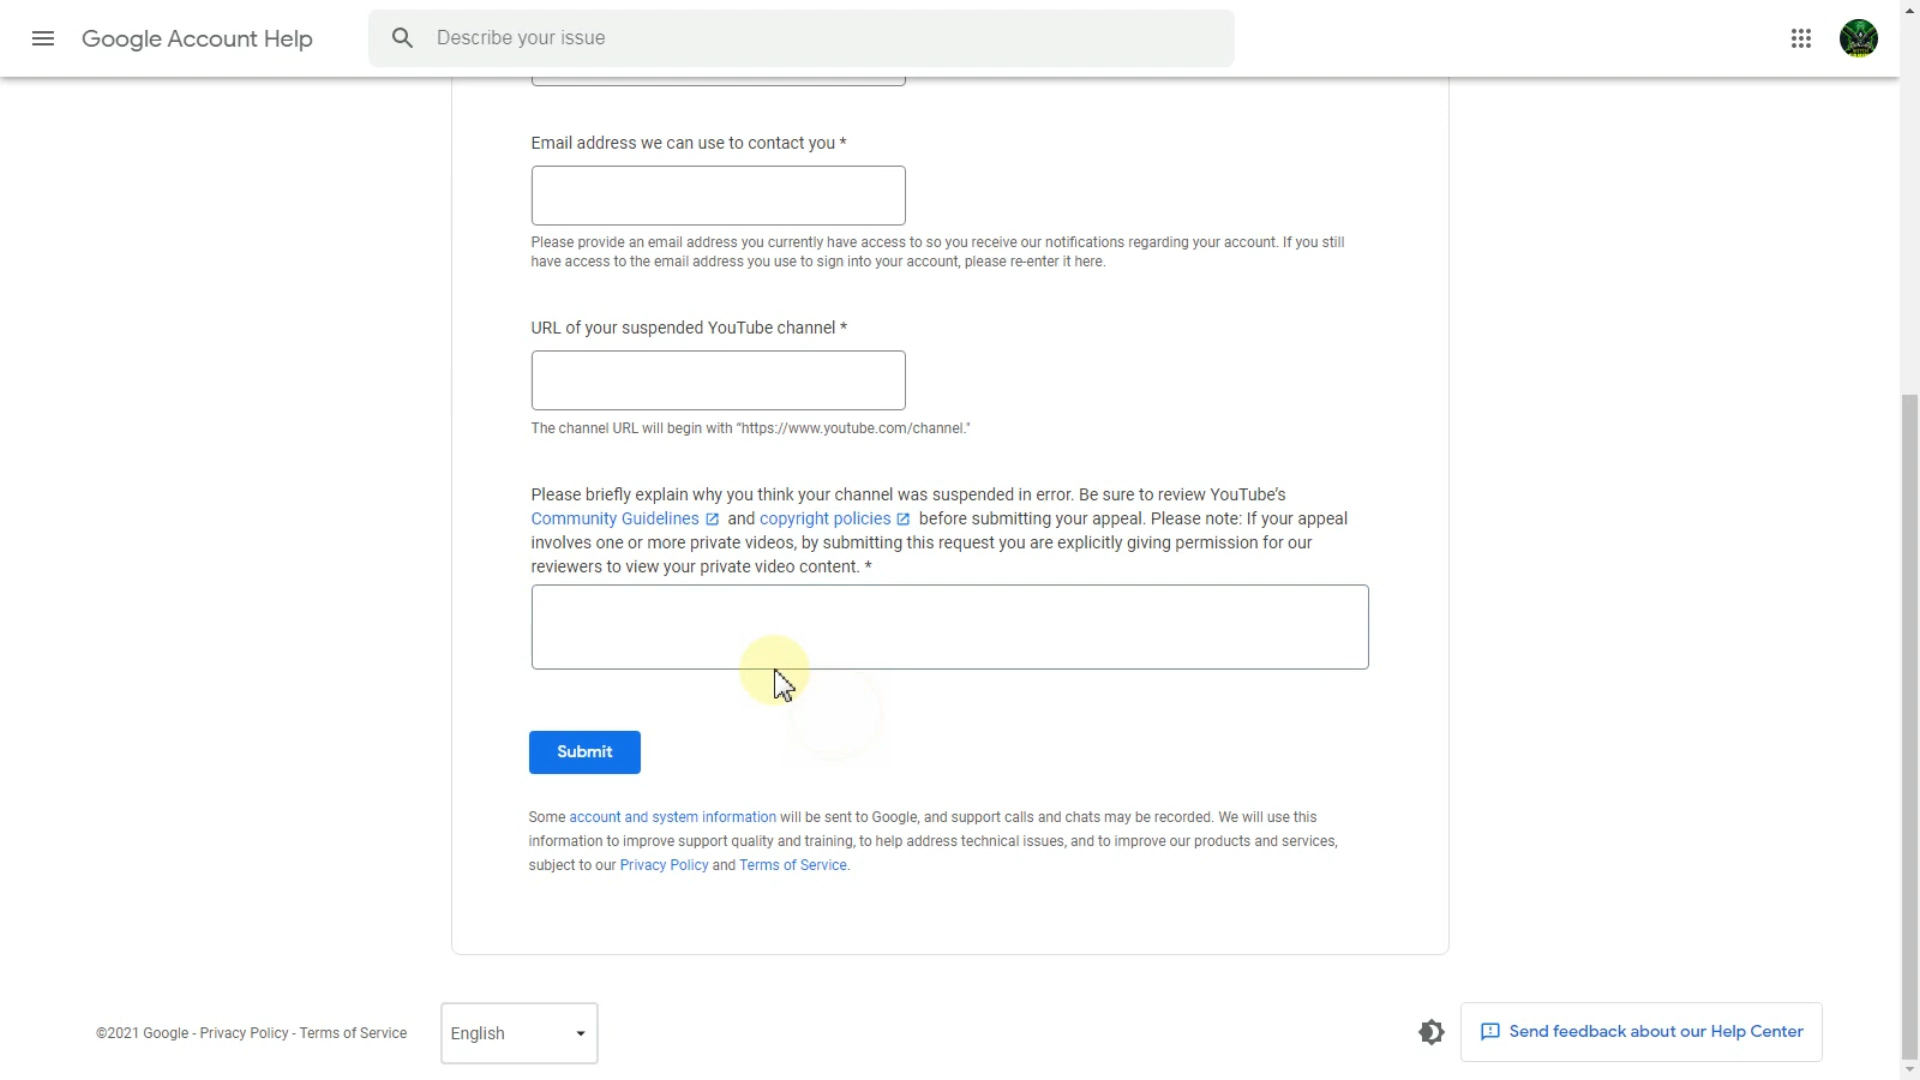 Google Account Help
Describe your issue
Email address we can use to contact you *
Please provide an email address you currently have access to so you receive our notifications regarding your account. If you still
have access to the email address you use to sign into your account, please re-enter it here.
URL of your suspended YouTube channel *
The channel URL will begin with “https://www.youtube.com/channel."
Please briefly explain why you think your channel was suspended in error. Be sure to review YouTube’s
Community Guidelines and copyright policies before submitting your appeal. Please note: If your appeal
involves one or more private videos, by submitting this request you are explicitly giving permission for our
reviewers to view your private video content. *
Submit
Some account and system information will be sent to Google, and support calls and chats may be recorded. We will use this
information to improve support quality and training, to help address technical issues, and to improve our products and services,
subject to our Privacy Policy and Terms of Service.
©2021 Google - Privacy Policy - Terms of Service
English
Send feedback about our Help Center